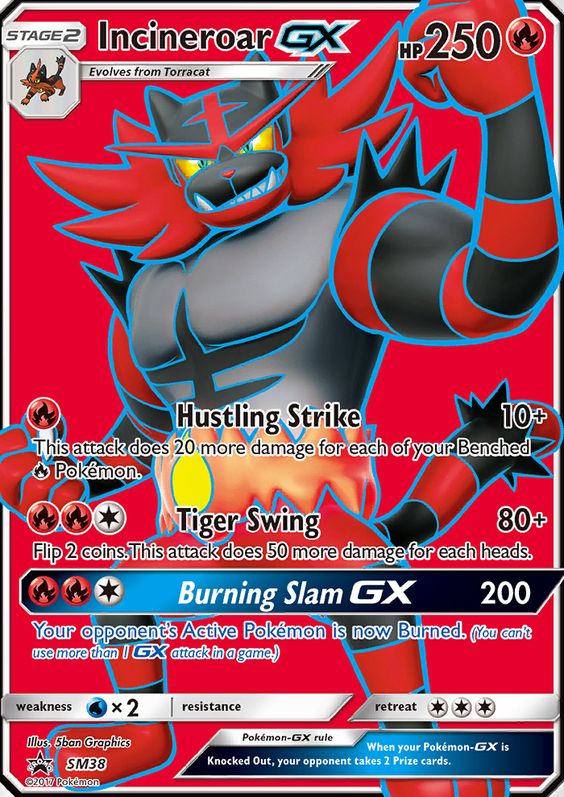 STAGE2 Incineroar GX HP250
Evolves from Torracat
Hustling Strike 10+
This attack does 20 more damage for each of your Benched
Pokémon.
Tiger Swing 80+
Flip 2 coins. This attack does 50 more damage for each heads.
Burning Slam GX 200
Your opponent's Active Pokémon is now Burned. (You can't
use more than 1 GX attack in a game.)
weakness ×2 resistance retreat
Illus. 5ban Graphics
SM38
©2017 Pokémon
Pokémon-GX rule
When your Pokémon-GX is
Knocked Out, your opponent takes 2 Prize cards.